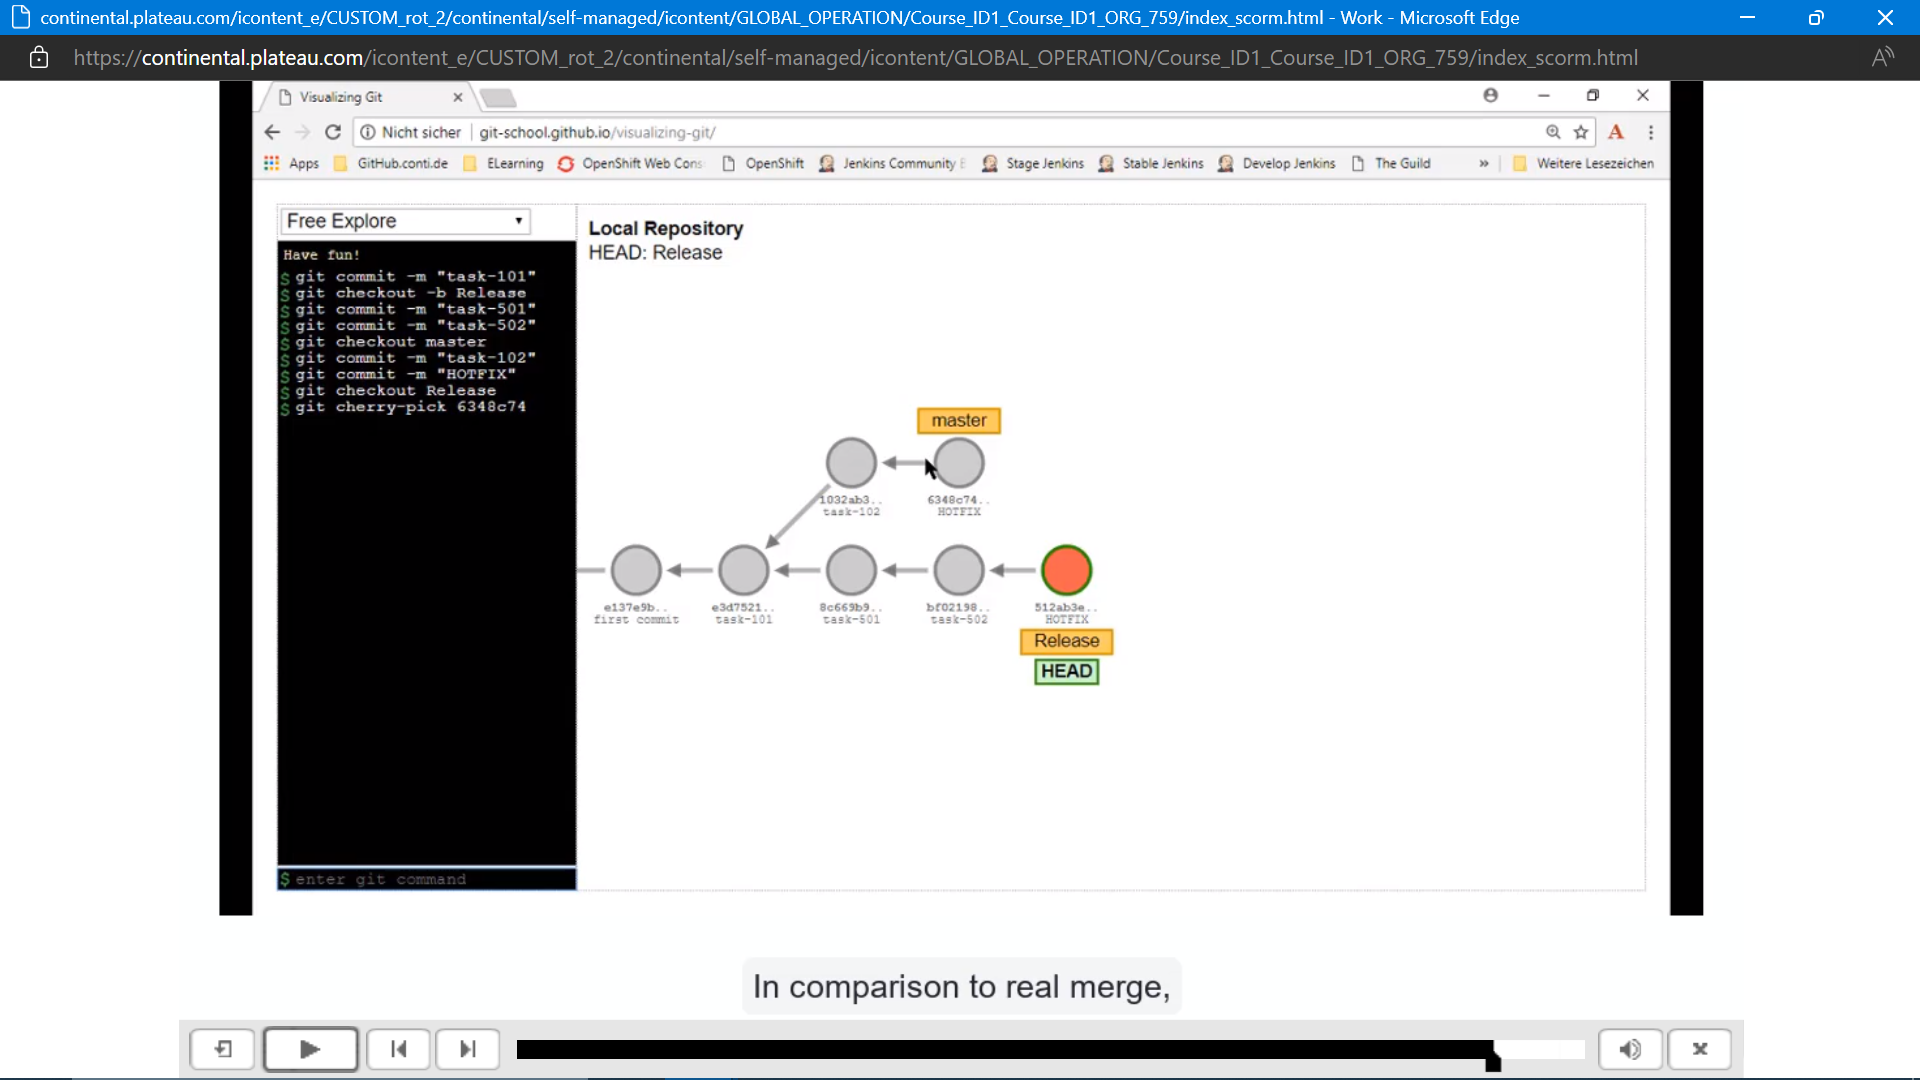 continental.plateau.com/icontent_e/CUSTOM_rot_2/continental/self-managed/icontent/GLOBAL_OPERATION/Course_ID1_Course_ID1_ORG_759/index_scorm.html - Work - Microsoft Edge
https://continental.plateau.com/icontent_e/CUSTOM_rot_2/continental/self-managed/icontent/GLOBAL_OPERATION/Course_ID1_Course_ID1_ORG_759/index_scorm.html
Visualizing Git
Nicht sicher git-school.github.io/visualizing-git/
Apps GitHub.conti.de ELearning OpenShift Web Cons OpenShift Jenkins Community Stage Jenkins Stable Jenkins Develop Jenkins The Guild » Weitere Lesezeichen
Free Explore
Have fun!
$ git commit -m "task-101"
$ git checkout -b Release
$ git commit -m "task-501"
$ git commit -m "task-502"
$ git checkout master
$ git commit -m "task-102"
$ git commit -m "HOTFIX"
$ git checkout Release
$ git cherry-pick 6348c74
$ enter git command
Local Repository
HEAD: Release
master
1032ab3.. 6348c74..
task-102 HOTFIX
e137e9b.. e3d7521.. 8c669b9.. bf02198.. 512ab3e..
first commit task-101 task-501 task-502 HOTFIX
Release
HEAD
In comparison to real merge,